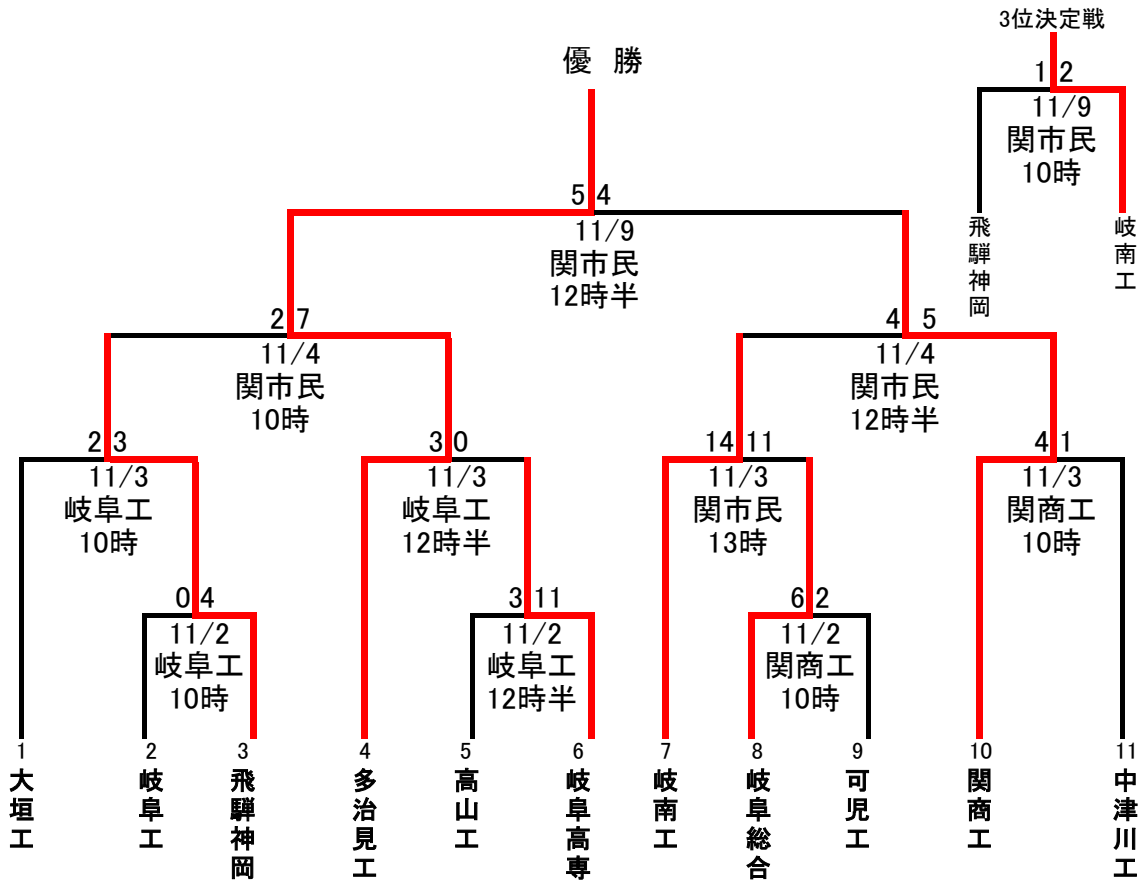 3位決定戦
優 勝
1 2
11/9
関市民
10時
飛騨神岡
岐南工
5 4
11/9
関市民
12時半
2 7
11/4
関市民
10時
4 5
11/4
関市民
12時半
2 3
11/3
岐阜工
10時
3 0
11/3
岐阜工
12時半
14 11
11/3
関市民
13時
4 1
11/3
関商工
10時
0 4
11/2
岐阜工
10時
3 11
11/2
岐阜工
12時半
6 2
11/2
関商工
10時
1
大垣工
2
岐阜工
3
飛騨神岡
4
多治見工
5
高山工
6
岐阜高専
7
岐南工
8
岐阜総合
9
可児工
10
関商工
11
中津川工